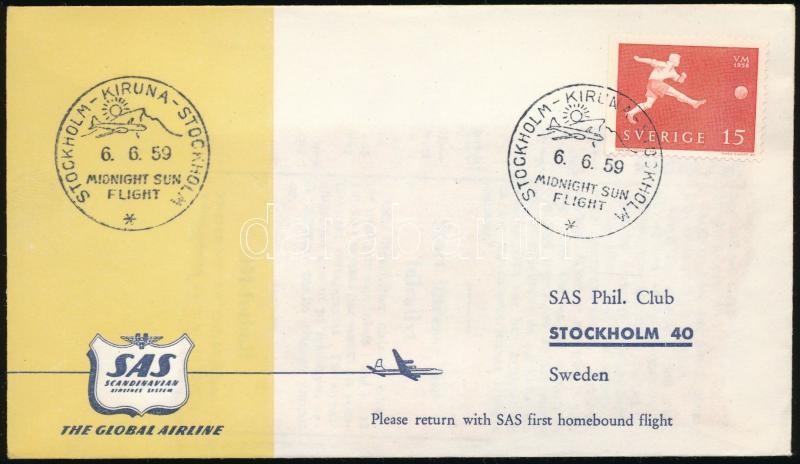 STOCKHOLM - KIRUNA - STOCKHOLM
6. 6. 59
MIDNIGHT SUN
FLIGHT
*
STOCKHOLM - KIRUNA - STOCKHOLM
6. 6. 59
MIDNIGHT SUN
FLIGHT
*
VM
1958
SVERIGE 15
darabanth
SAS Phil. Club
STOCKHOLM 40
Sweden
SAS
SCANDINAVIAN
AIRLINES SYSTEM
THE GLOBAL AIRLINE
Please return with SAS first homebound flight